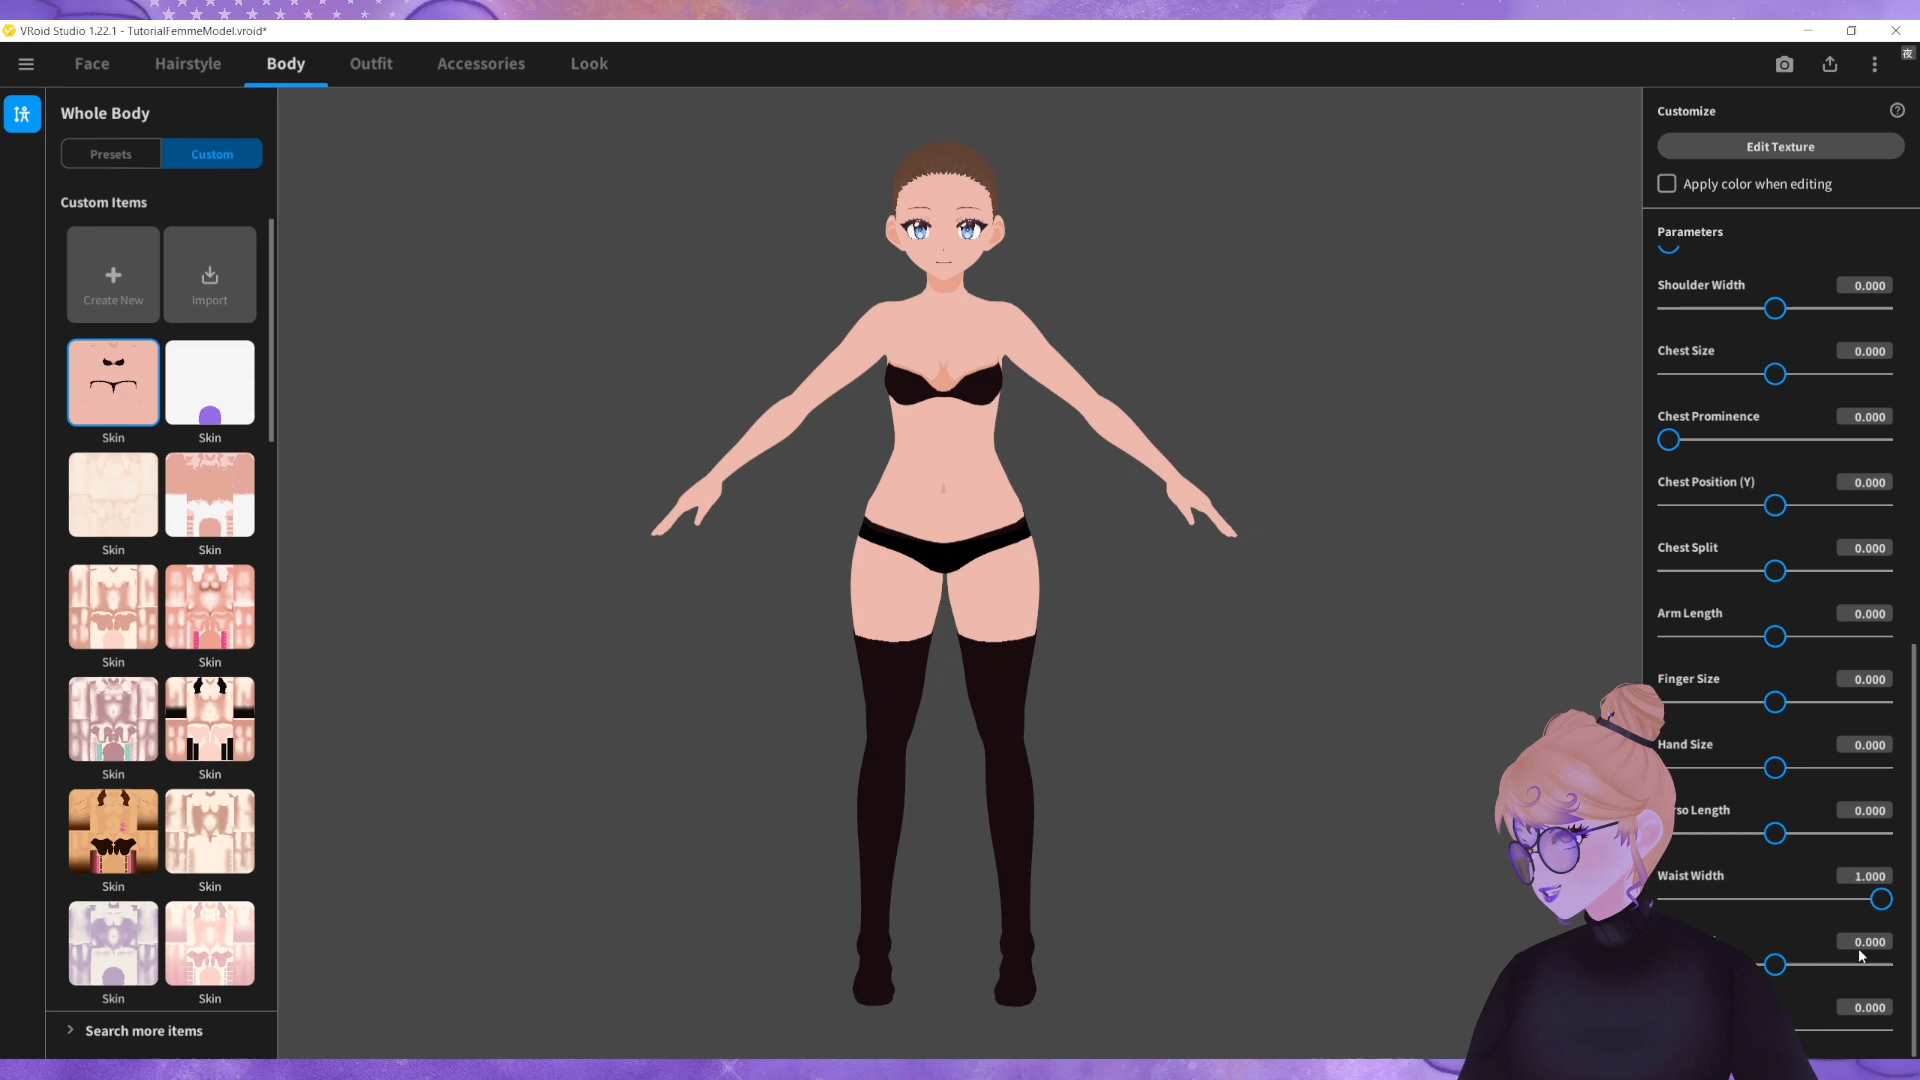 VRoid Studio 1.22.1 - TutorialFemmeModel.vroid*
Face Hairstyle Body Outfit Accessories Look
夜
Whole Body
Presets Custom
Custom Items
Create New Import
Skin Skin
Skin Skin
Skin Skin
Skin Skin
Skin Skin
Skin Skin
Search more items
Customize
Edit Texture
Apply color when editing
Parameters
Shoulder Width 0.000
Chest Size 0.000
Chest Prominence 0.000
Chest Position (Y) 0.000
Chest Split 0.000
Arm Length 0.000
Finger Size 0.000
Hand Size 0.000
rso Length 0.000
Waist Width 1.000
0.000
0.000